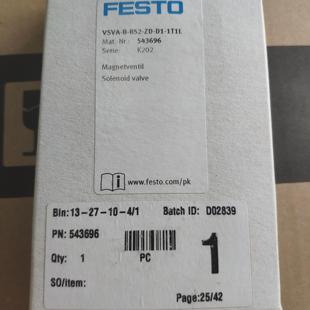 FESTO
VSVA-B-B52-ZD-D1-1T1L
Mat. Nr.: 543696
Serie: K202
Magnetventil
Solenoid valve
www.festo.com/pk
Bin: 13-27-10-4/1 Batch ID: D02839
PN: 543696
Qty: 1 PC 1
SO/item:
Page:25/42